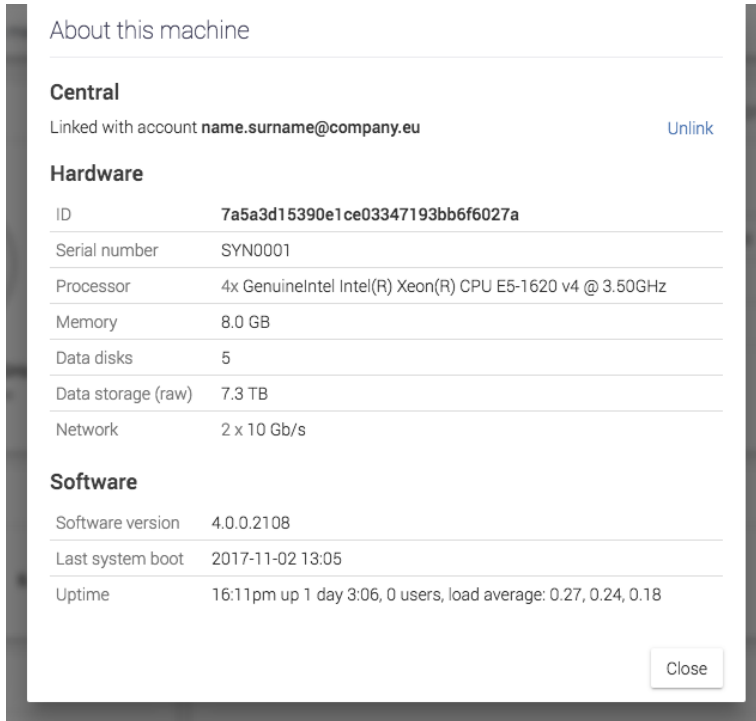 About this machine
Central
Linked with account name.surname@company.eu Unlink
Hardware
ID 7a5a3d15390e1ce03347193bb6f6027a
Serial number SYN0001
Processor 4x GenuineIntel Intel(R) Xeon(R) CPU E5-1620 v4 @ 3.50GHz
Memory 8.0 GB
Data disks 5
Data storage (raw) 7.3 TB
Network 2 x 10 Gb/s
Software
Software version 4.0.0.2108
Last system boot 2017-11-02 13:05
Uptime 16:11pm up 1 day 3:06, 0 users, load average: 0.27, 0.24, 0.18
Close